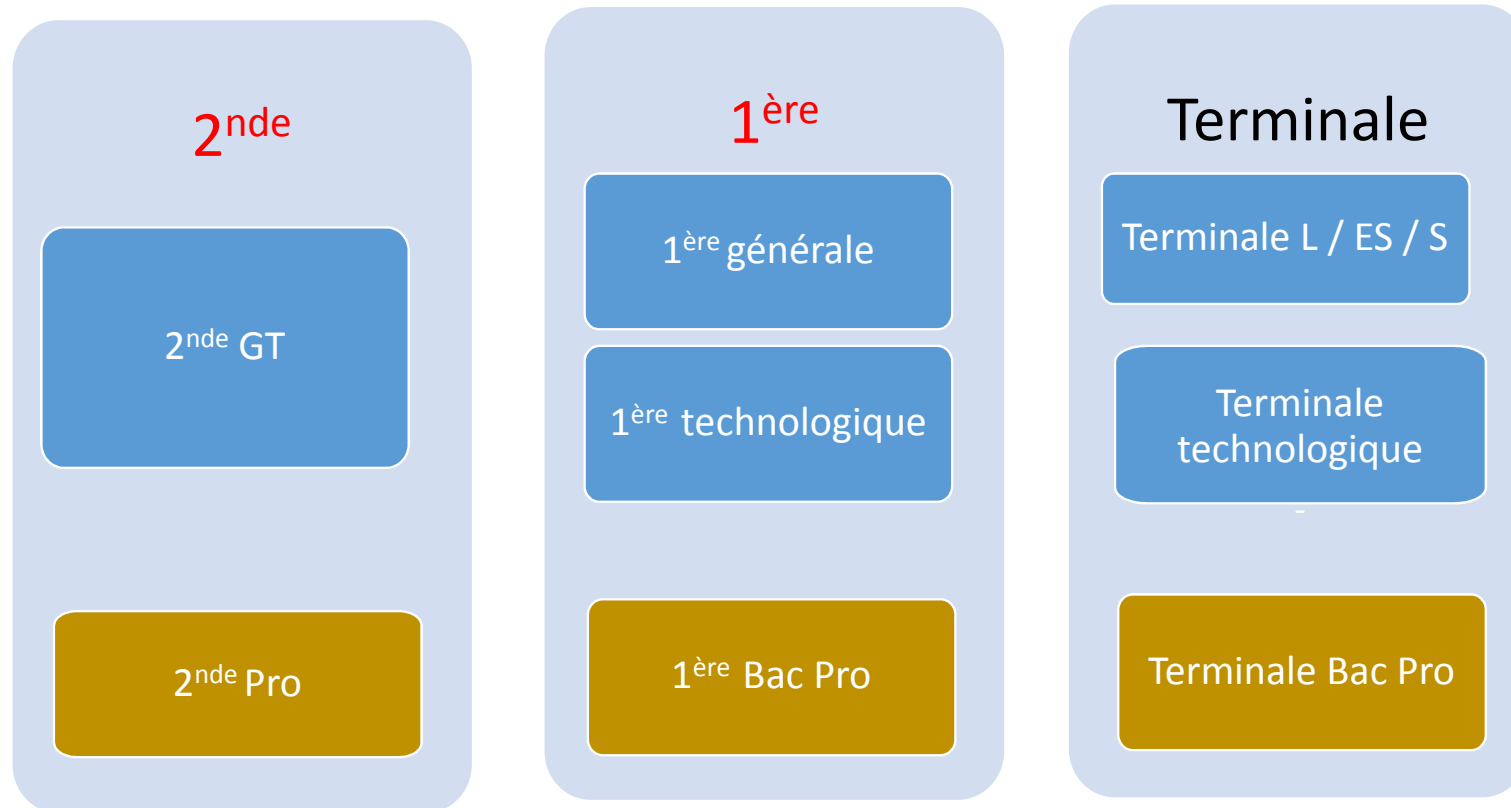 2nde
2nde GT
2nde Pro
1ère
1ère générale
1ère technologique
1ère Bac Pro
Terminale
Terminale L / ES / S
Terminale
technologique
-
Terminale Bac Pro